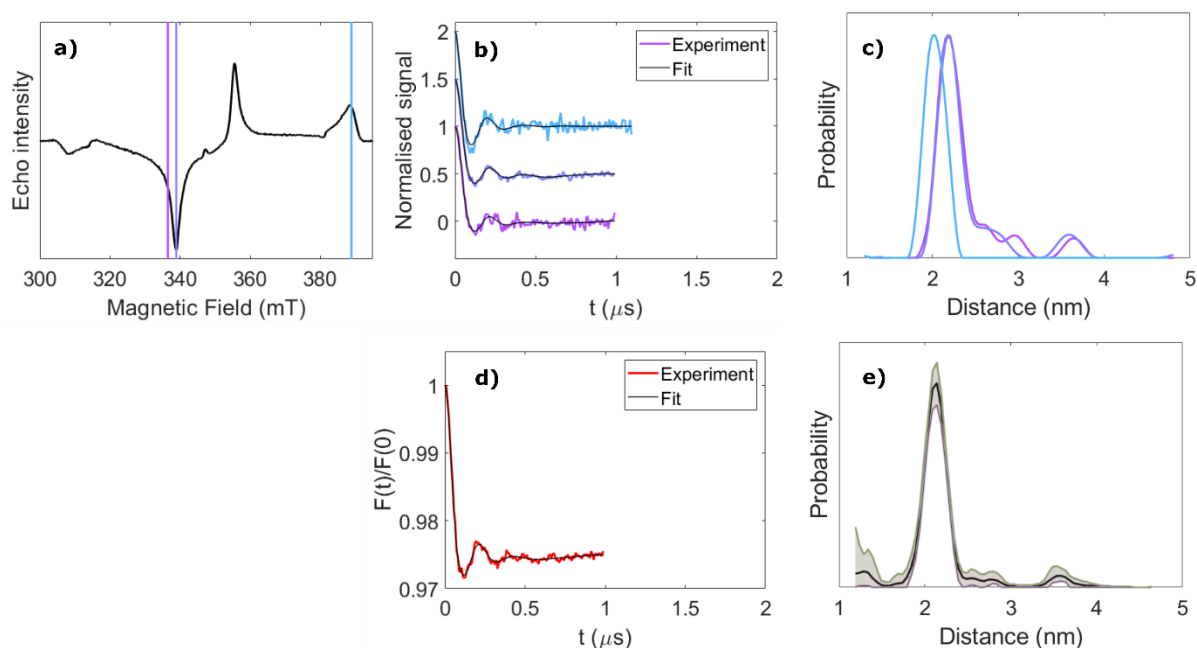 a)
Echo intensity
300 320 340 360 380
Magnetic Field (mT)
b)
Experiment
Fit
Normalised signal
2
1.5
1
0.5
0
0 0.5 1 1.5 2
t (μs)
c)
Probability
1 2 3 4 5
Distance (nm)
d)
Experiment
Fit
F(t)/F(0)
1
0.99
0.98
0.97
0 0.5 1 1.5 2
t (μs)
e)
Probability
1 2 3 4 5
Distance (nm)